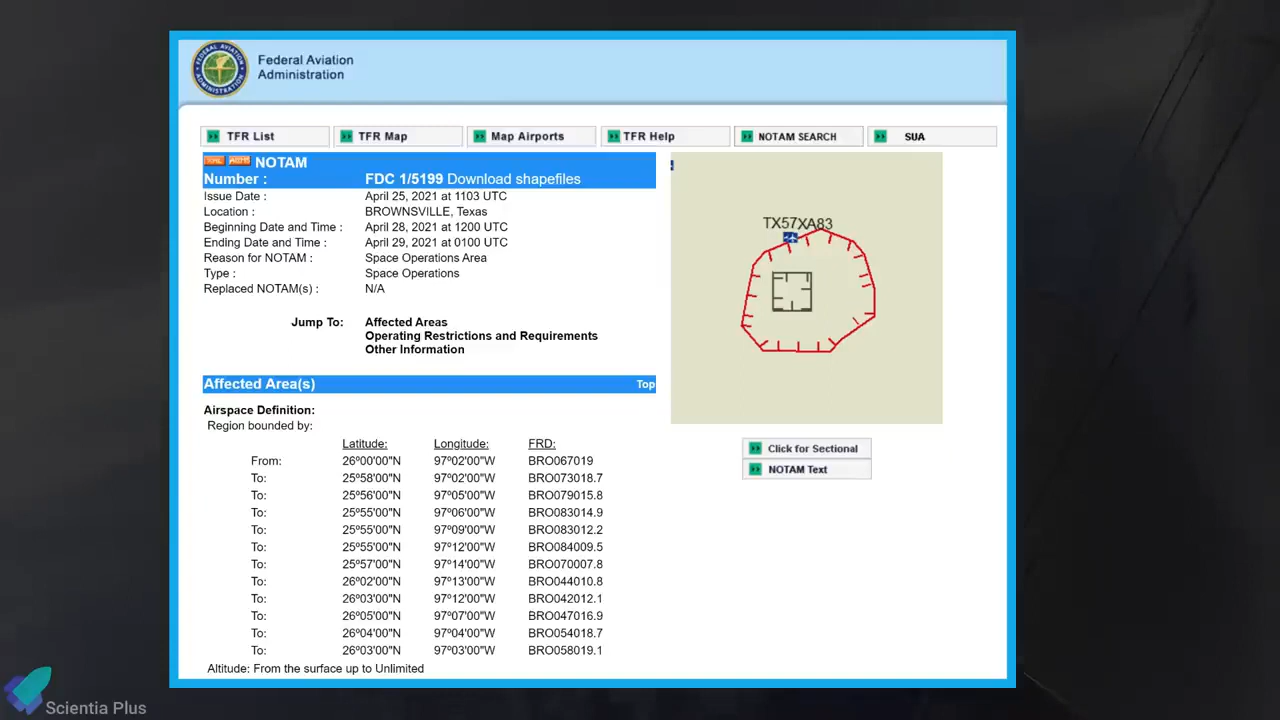 Federal Aviation
Administration
TFR List
TFR Map
Map Airports
TFR Help
NOTAM SEARCH
SUA
XML NOTAM
Number : FDC 1/5199 Download shapefiles
Issue Date : April 25, 2021 at 1103 UTC
Location : BROWNSVILLE, Texas
Beginning Date and Time : April 28, 2021 at 1200 UTC
Ending Date and Time : April 29, 2021 at 0100 UTC
Reason for NOTAM : Space Operations Area
Type : Space Operations
Replaced NOTAM(s) : N/A
Jump To: Affected Areas
Operating Restrictions and Requirements
Other Information
TX57XA83
Affected Area(s) Top
Airspace Definition:
Region bounded by:
Latitude: Longitude: FRD:
From: 26º00'00"N 97º02'00"W BRO067019
To: 25º58'00"N 97º02'00"W BRO073018.7
To: 25º56'00"N 97º05'00"W BRO079015.8
To: 25º55'00"N 97º06'00"W BRO083014.9
To: 25º55'00"N 97º09'00"W BRO083012.2
To: 25º55'00"N 97º12'00"W BRO084009.5
To: 25º57'00"N 97º14'00"W BRO070007.8
To: 26º02'00"N 97º13'00"W BRO044010.8
To: 26º03'00"N 97º12'00"W BRO042012.1
To: 26º05'00"N 97º07'00"W BRO047016.9
To: 26º04'00"N 97º04'00"W BRO054018.7
To: 26º03'00"N 97º03'00"W BRO058019.1
Altitude: From the surface up to Unlimited
Click for Sectional
NOTAM Text
Scientia Plus